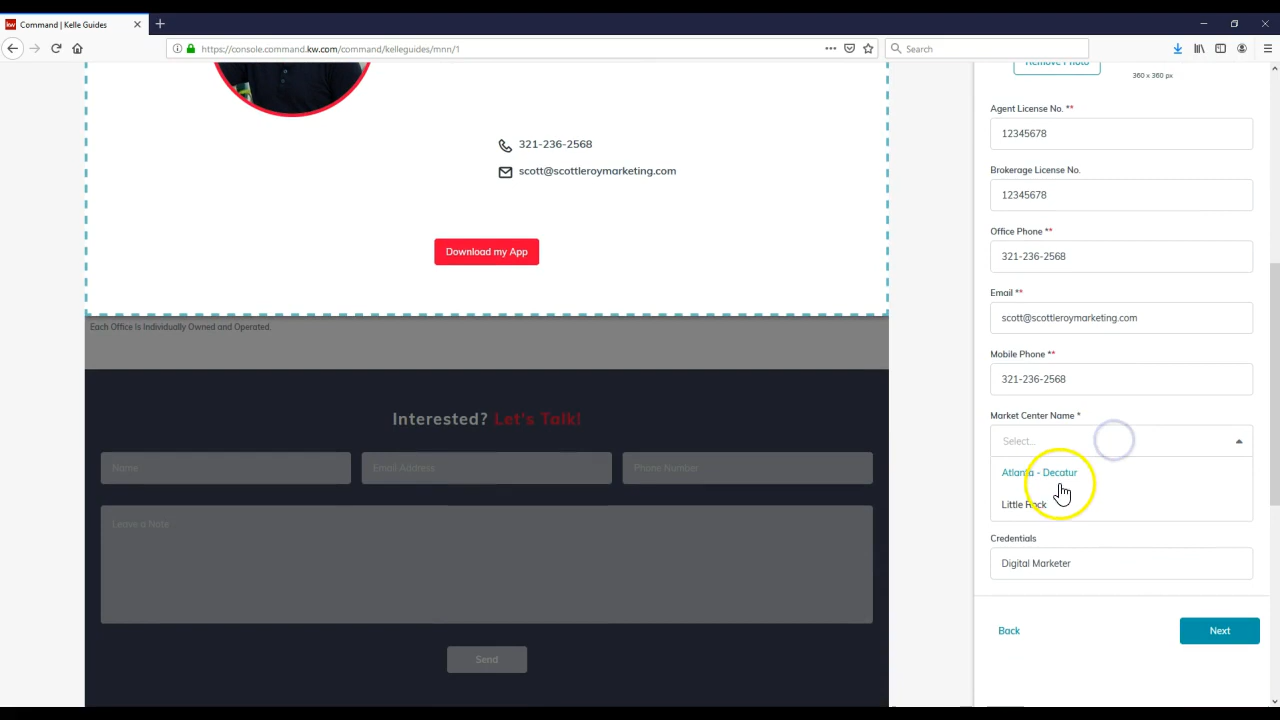 Command | Kelle Guides
https://console.command.kw.com/command/kelleguides/mnn/1
Search
Remove Photo
360 x 360 px
321-236-2568
scott@scottleroymarketing.com
Download my App
Each Office Is Individually Owned and Operated.
Interested? Let's Talk!
Name
Email Address
Phone Number
Leave a Note
Send
Agent License No. **
12345678
Brokerage License No.
12345678
Office Phone **
321-236-2568
Email **
scott@scottleroymarketing.com
Mobile Phone **
321-236-2568
Market Center Name *
Select...
Atlanta - Decatur
Little Rock
Credentials
Digital Marketer
Back
Next